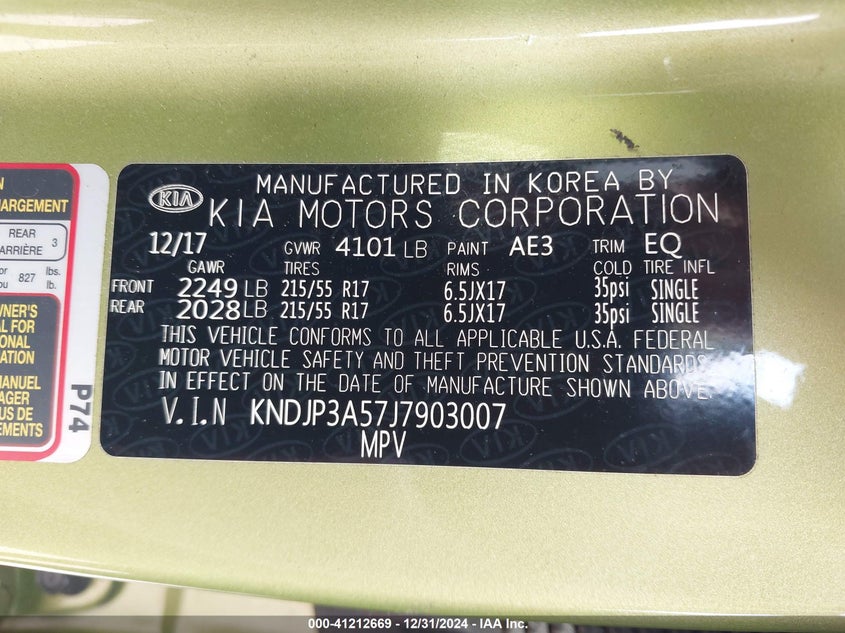 KIA
MANUFACTURED IN KOREA BY
KIA MOTORS CORPORATION
12/17 GVWR 4101 LB PAINT AE3 TRIM EQ
GAWR TIRES RIMS COLD TIRE INFL
FRONT 2249 LB 215/55 R17 6.5JX17 35psi SINGLE
REAR 2028 LB 215/55 R17 6.5JX17 35psi SINGLE
THIS VEHICLE CONFORMS TO ALL APPLICABLE U.S.A. FEDERAL
MOTOR VEHICLE SAFETY AND THEFT PREVENTION STANDARDS
IN EFFECT ON THE DATE OF MANUFACTURE SHOWN ABOVE.
V.I.N KNDJP3A57J7903007
MPV
REAR
ARRIÈRE 3
827 lbs.
lb.
P74
000-41212669 - 12/31/2024 - IAA Inc.